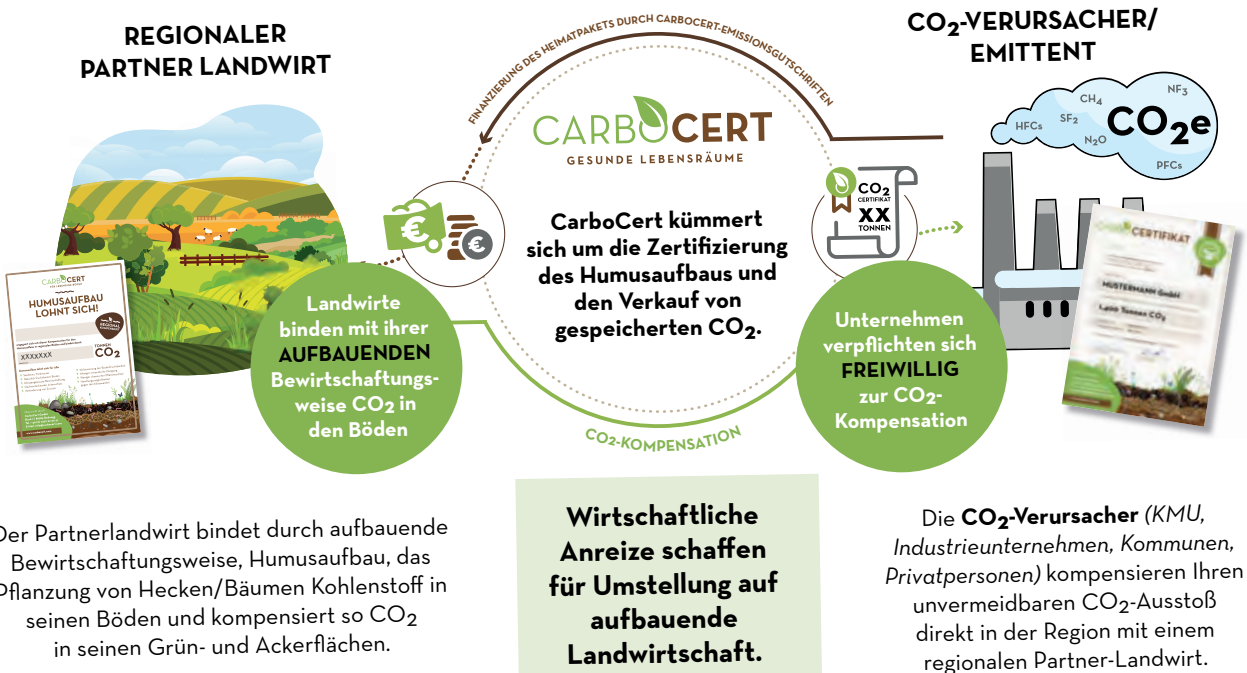 REGIONALER
PARTNER LANDWIRT
FINANZIERUNG DES HEIMATPAKETS DURCH CARBOCERT-EMISSIONSGUTSCHRIFTEN
CO2-VERURSACHER/
EMITTENT
CARBOCERT
GESUNDE LEBENSRÄUME
CarboCert kümmert
sich um die Zertifizierung
des Humusaufbaus und
den Verkauf von
gespeicherten CO2.
€
€
CO2
CERTIFIKAT
XX
TONNEN
CH4
NF3
HFCs
SF2
N2O
CO2e
PFCs
CARBOCERT
HUMUSAUFBAU
LOHNT SICH!
REGIONAL
XXXXXXX
TONNEN
CO2
Landwirte
binden mit ihrer
AUFBAUENDEN
Bewirtschaftungs-
weise CO2 in
den Böden
CO2-KOMPENSATION
Unternehmen
verpflichten sich
FREIWILLIG
zur CO2-
Kompensation
CARBOCERTIFIKAT
MUSTERMANN GmbH
Tonnen CO2
Der Partnerlandwirt bindet durch aufbauende
Bewirtschaftungsweise, Humusaufbau, das
Pflanzung von Hecken/Bäumen Kohlenstoff in
seinen Böden und kompensiert so CO2
in seinen Grün- und Ackerflächen.
Wirtschaftliche
Anreize schaffen
für Umstellung auf
aufbauende
Landwirtschaft.
Die CO2-Verursacher (KMU,
Industrieunternehmen, Kommunen,
Privatpersonen) kompensieren Ihren
unvermeidbaren CO2-Ausstoß
direkt in der Region mit einem
regionalen Partner-Landwirt.